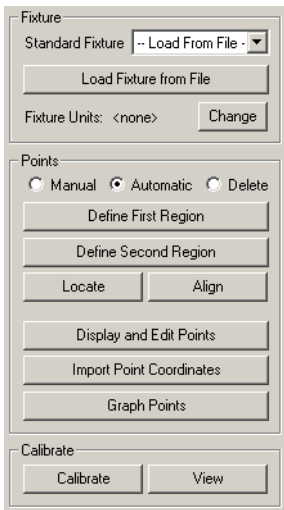 Fixture
Standard Fixture -- Load From File -
Load Fixture from File
Fixture Units: <none> Change
Points
Manual Automatic Delete
Define First Region
Define Second Region
Locate Align
Display and Edit Points
Import Point Coordinates
Graph Points
Calibrate
Calibrate View